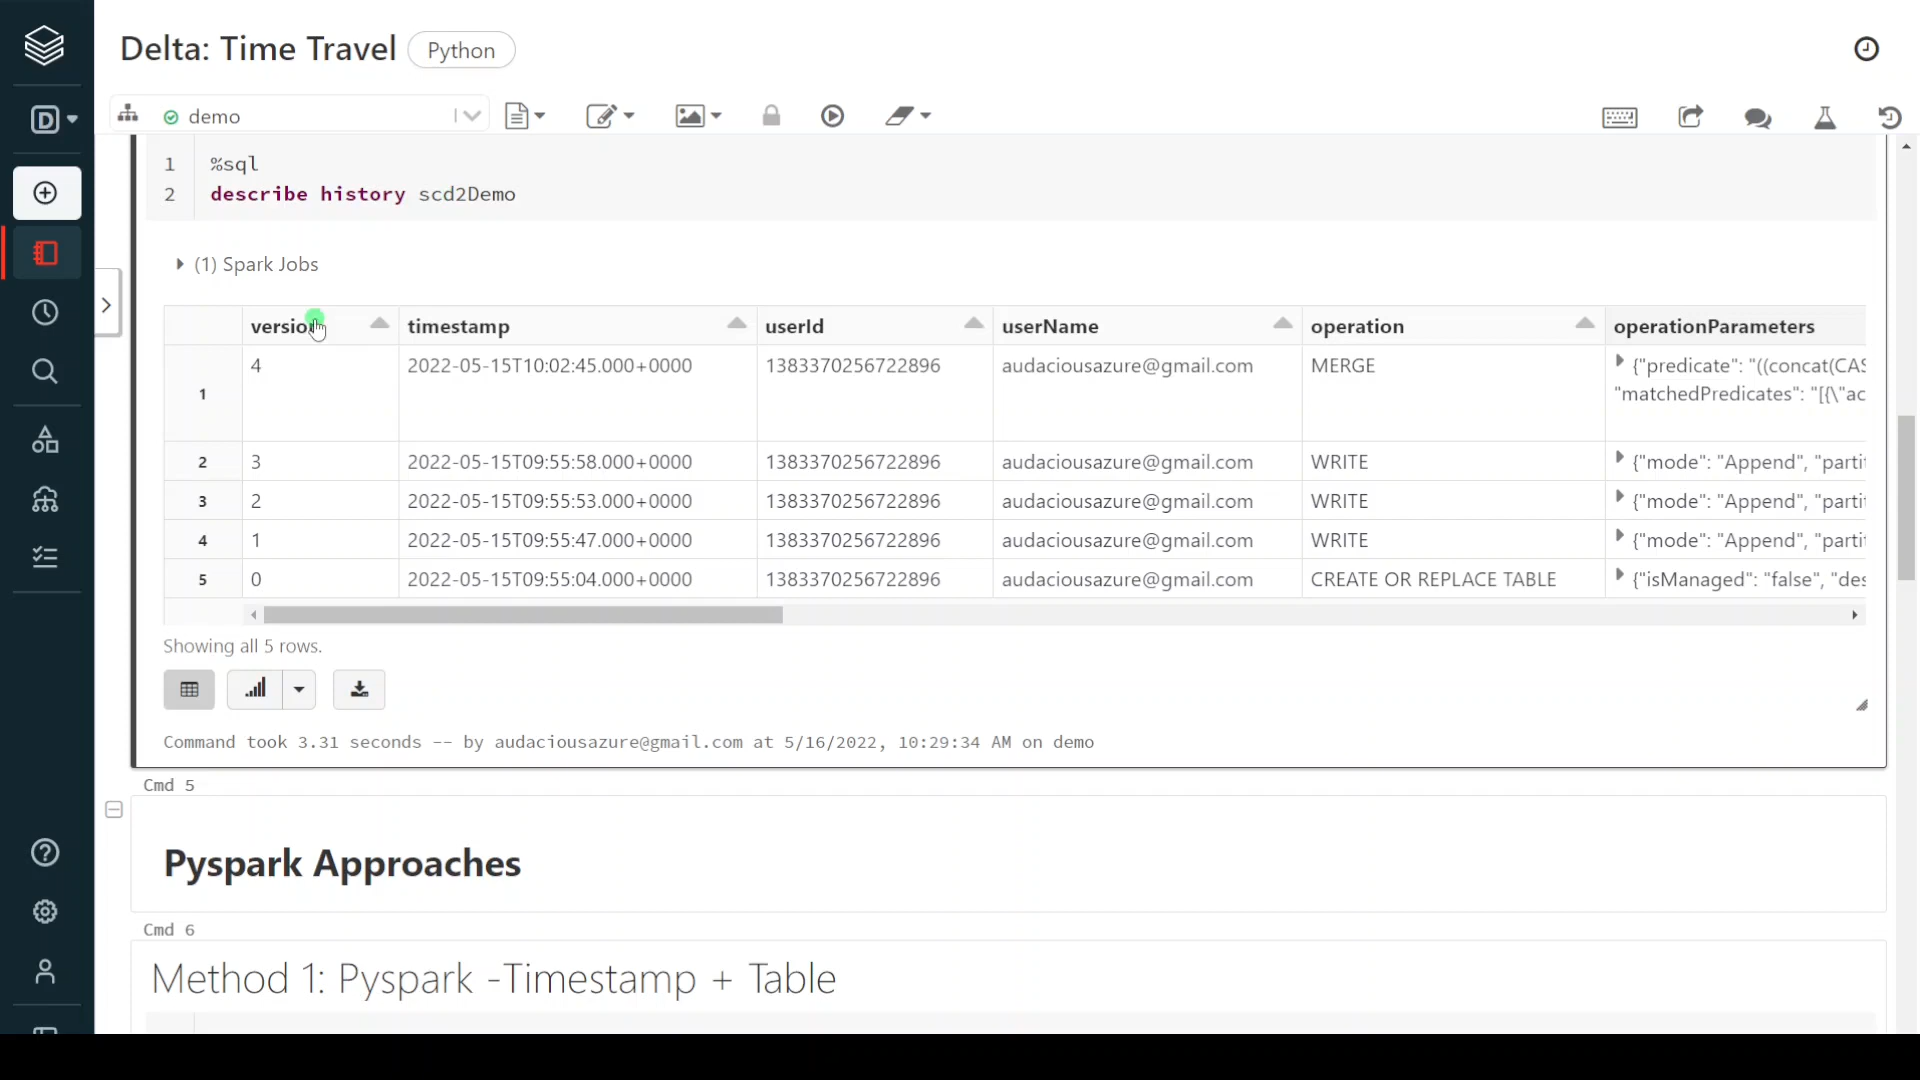 Delta: Time Travel Python
demo
1 %sql
2 describe history scd2Demo
(1) Spark Jobs
version timestamp userId userName operation operationParameters
1 4 2022-05-15T10:02:45.000+0000 13833702567​22896 audaciousazure@gmail.com MERGE {"predicate": "((concat(CAS
"matchedPredicates": "[{\"ac
2 3 2022-05-15T09:55:58.000+0000 1383370256722896 audaciousazure@gmail.com WRITE {"mode": "Append", "parti
3 2 2022-05-15T09:55:53.000+0000 1383370256722896 audaciousazure@gmail.com WRITE {"mode": "Append", "parti
4 1 2022-05-15T09:55:47.000+0000 1383370256722896 audaciousazure@gmail.com WRITE {"mode": "Append", "parti
5 0 2022-05-15T09:55:04.000+0000 1383370256722896 audaciousazure@gmail.com CREATE OR REPLACE TABLE {"isManaged": "false", "des
Showing all 5 rows.
Command took 3.31 seconds -- by audaciousazure@gmail.com at 5/16/2022, 10:29:34 AM on demo
Cmd 5
Pyspark Approaches
Cmd 6
Method 1: Pyspark -Timestamp + Table